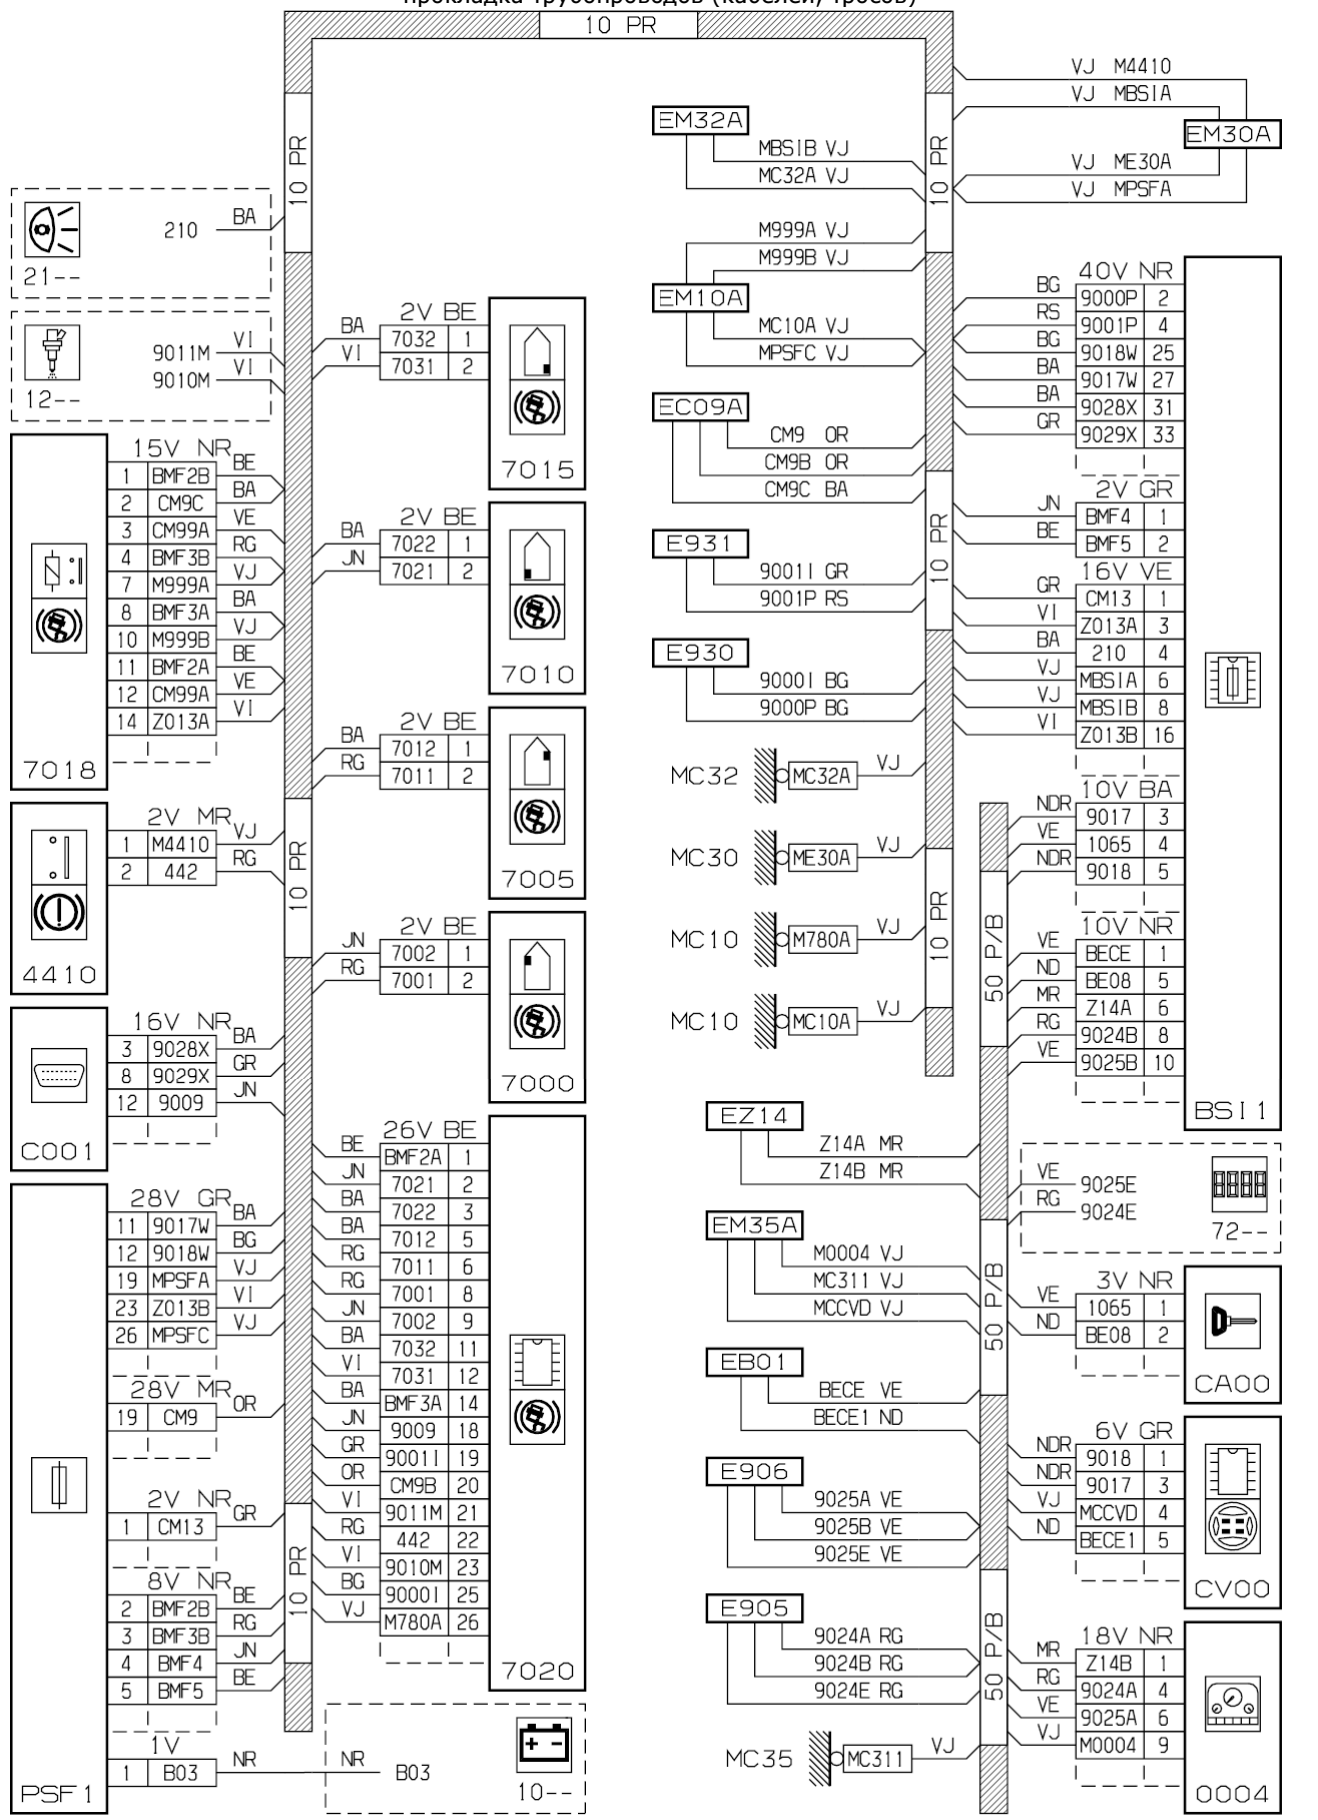 прокладка трубопроводов (кабелей, тросов)
10 PR
10 PR
BA
210
21--
VI
9011M
VI
9010M
12--
15V NR
1 BMF2B BE
2 CM9C BA
3 CM99A VE
4 BMF3B RG
7 M999A VJ
8 BMF3A BA
10 M999B VJ
11 BMF2A BE
12 CM99A VE
14 Z013A VI
7018
2V MR
1 M4410 VJ
2 442 RG
4410
10 PR
16V NR
3 9028X BA
8 9029X GR
12 9009 JN
C001
28V GR
11 9017W BA
12 9018W BG
19 MPSFA VJ
23 Z013B VI
26 MPSFC VJ
28V MR
19 CM9 OR
2V NR
1 CM13 GR
8V NR
2 BMF2B BE
3 BMF3B RG
4 BMF4 JN
5 BMF5 BE
1V
1 B03 NR
PSF1
10 PR
2V BE
BA 7032 1
VI 7031 2
7015
2V BE
BA 7022 1
JN 7021 2
7010
2V BE
BA 7012 1
RG 7011 2
7005
2V BE
JN 7002 1
RG 7001 2
7000
26V BE
BE BMF2A 1
JN 7021 2
BA 7022 3
BA 7012 5
RG 7011 6
RG 7001 8
JN 7002 9
BA 7032 11
VI 7031 12
BA BMF3A 14
JN 9009 18
GR 9001I 19
OR CM9B 20
VI 9011M 21
RG 442 22
VI 9010M 23
BG 9000I 25
VJ M780A 26
7020
NR B03
10--
EM32A
MBSIB VJ
MC32A VJ
10 PR
M999A VJ
M999B VJ
EM10A
MC10A VJ
MPSFC VJ
EC09A
CM9 OR
CM9B OR
CM9C BA
10 PR
E931
9001I GR
9001P RS
E930
9000I BG
9000P BG
MC32 MC32A VJ
MC30 ME30A VJ
MC10 M780A VJ
10 PR
MC10 MC10A VJ
EZ14
Z14A MR
Z14B MR
EM35A
M0004 VJ
MC311 VJ
MCCVD VJ
EB01
BECE VE
BECE1 ND
E906
9025A VE
9025B VE
9025E VE
E905
9024A RG
9024B RG
9024E RG
MC35 MC311 VJ
VJ M4410
VJ MBSIA
EM30A
VJ ME30A
VJ MPSFA
40V NR
BG 9000P 2
RS 9001P 4
BG 9018W 25
BA 9017W 27
BA 9028X 31
GR 9029X 33
2V GR
JN BMF4 1
BE BMF5 2
16V VE
GR CM13 1
VI Z013A 3
BA 210 4
VJ MBSIA 6
VJ MBSIB 8
VI Z013B 16
10V BA
NDR 9017 3
VE 1065 4
NDR 9018 5
50 P/B
10V NR
VE BECE 1
ND BE08 5
MR Z14A 6
RG 9024B 8
VE 9025B 10
BSI1
VE 9025E
RG 9024E
72--
50 P/B
3V NR
VE 1065 1
ND BE08 2
CA00
6V GR
NDR 9018 1
NDR 9017 3
VJ MCCVD 4
ND BECE1 5
CV00
50 P/B
18V NR
MR Z14B 1
RG 9024A 4
VE 9025A 6
VJ M0004 9
0004